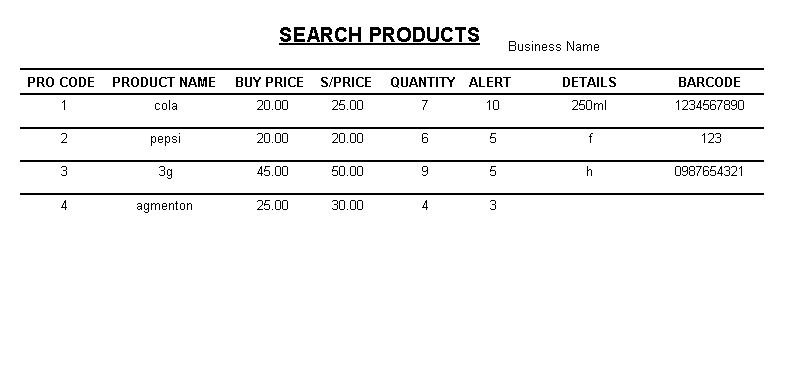 SEARCH PRODUCTS
Business Name
PRO CODE PRODUCT NAME BUY PRICE S/PRICE QUANTITY ALERT DETAILS BARCODE
1 cola 20.00 25.00 7 10 250ml 1234567890
2 pepsi 20.00 20.00 6 5 f 123
3 3g 45.00 50.00 9 5 h 0987654321
4 agmenton 25.00 30.00 4 3